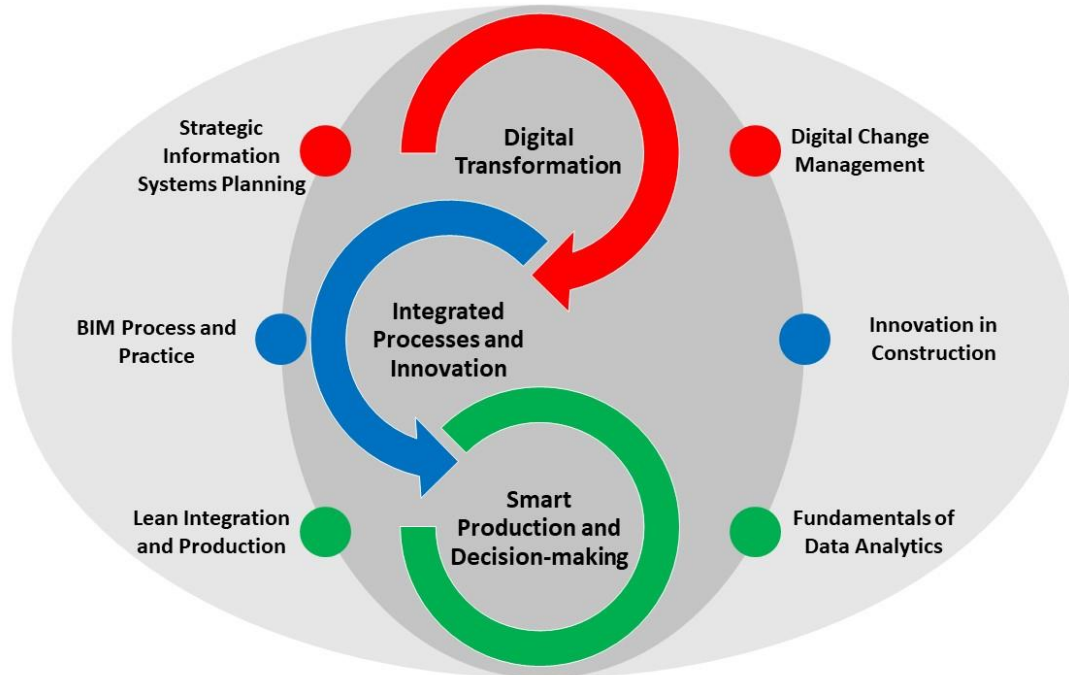 Strategic
Information
Systems Planning
Digital
Transformation
Digital Change
Management
BIM Process and
Practice
Integrated
Processes and
Innovation
Innovation in
Construction
Lean Integration
and Production
Smart
Production and
Decision-making
Fundamentals of
Data Analytics